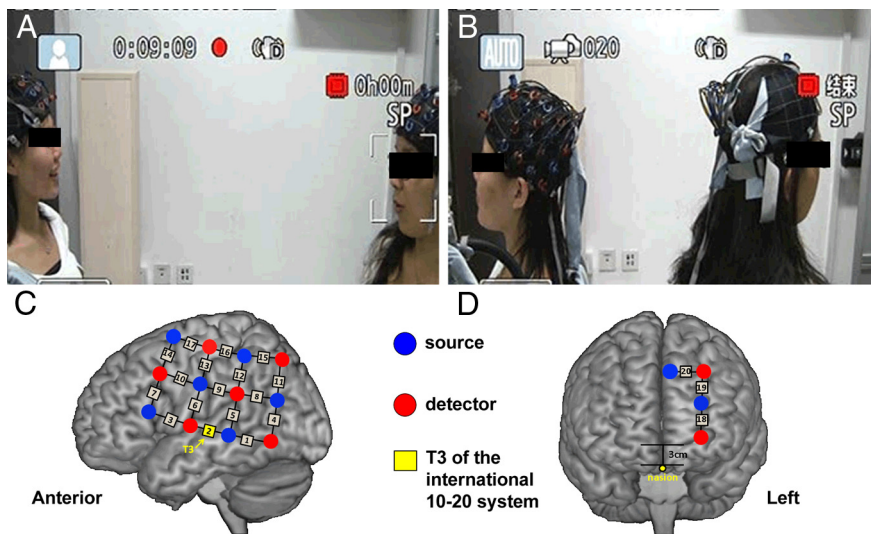 A
0:09:09
D
0h00m
SP
B
AUTO
020
D
结束
SP
C
17
16
15
14
13
12
11
10
9
8
7
6
5
4
3
2
1
T3
Anterior
source
detector
T3 of the
international
10-20 system
D
20
19
18
3cm
nasion
Left